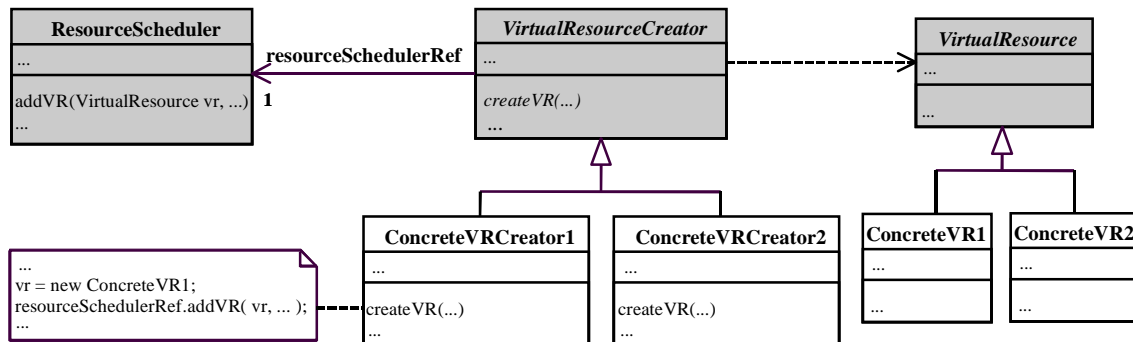 ResourceScheduler
...
addVR(VirtualResource vr, ...)
...
resourceSchedulerRef
1
VirtualResourceCreator
...
createVR(...)
...
VirtualResource
...
...
ConcreteVRCreator1
...
createVR(...)
...
ConcreteVRCreator2
...
createVR(...)
...
ConcreteVR1
...
...
ConcreteVR2
...
...
...
vr = new ConcreteVR1;
resourceSchedulerRef.addVR( vr, ... );
...